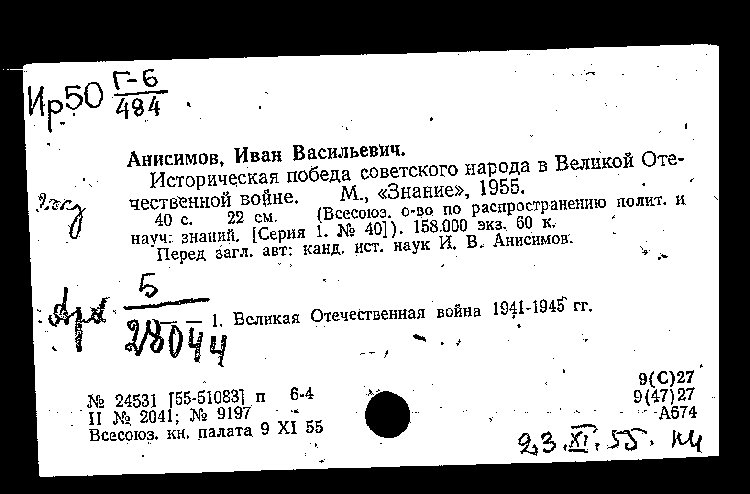 Ир50 Г-6
484
Анисимов, Иван Васильевич.
Историческая победа советского народа в Великой Оте-
чественной войне. М., «Знание», 1955.
40 с. 22 см. (Всесоюз. о-во по распространению полит. и
науч. знаний. [Серия 1. № 40]). 158.000 экз. 60 к.
Перед загл. авт: канд. ист. наук И. В. Анисимов.
2 экз
Арх 5
28044
— — 1. Великая Отечественная война 1941-1945 гг.
№ 24531 [55-51083] п 6-4
II № 2041; № 9197
Всесоюз. кн. палата 9 XI 55
9(С)27
9(47)27
А674
23.XI.55.